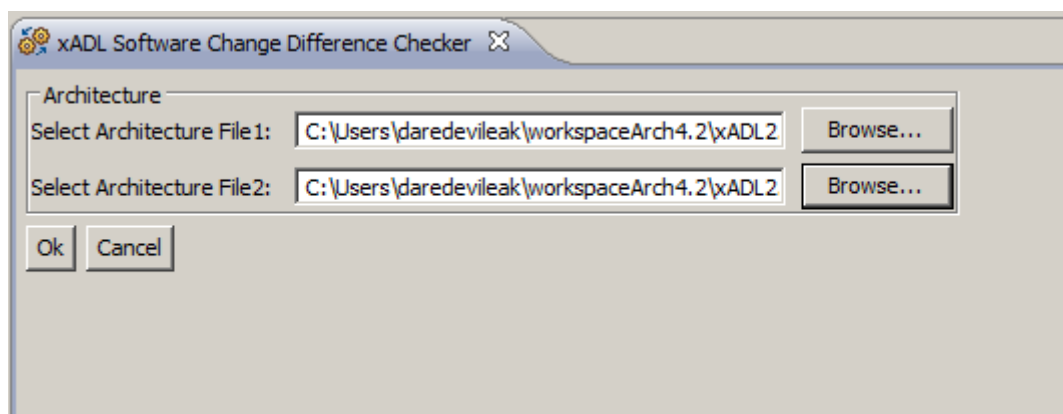 xADL Software Change Difference Checker
Architecture
Select Architecture File1: C:\Users\daredevileak\workspaceArch4.2\xADL2 Browse...
Select Architecture File2: C:\Users\daredevileak\workspaceArch4.2\xADL2 Browse...
Ok Cancel